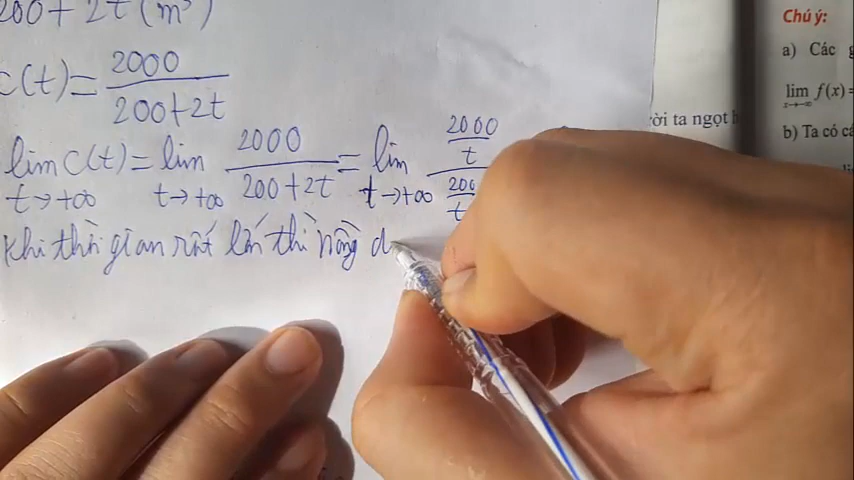 200 + 2t (m³)
C(t) = 2000 / (200+2t)
lim C(t) = lim 2000 / (200+2t) = lim (2000/t) / (200/t
t→+∞ t→+∞ t→+∞
Khi thời gian rất lớn thì nồng
Chú ý:
a) Các
lim f(x) =
x→-∞
ời ta ngọt
b) Ta có